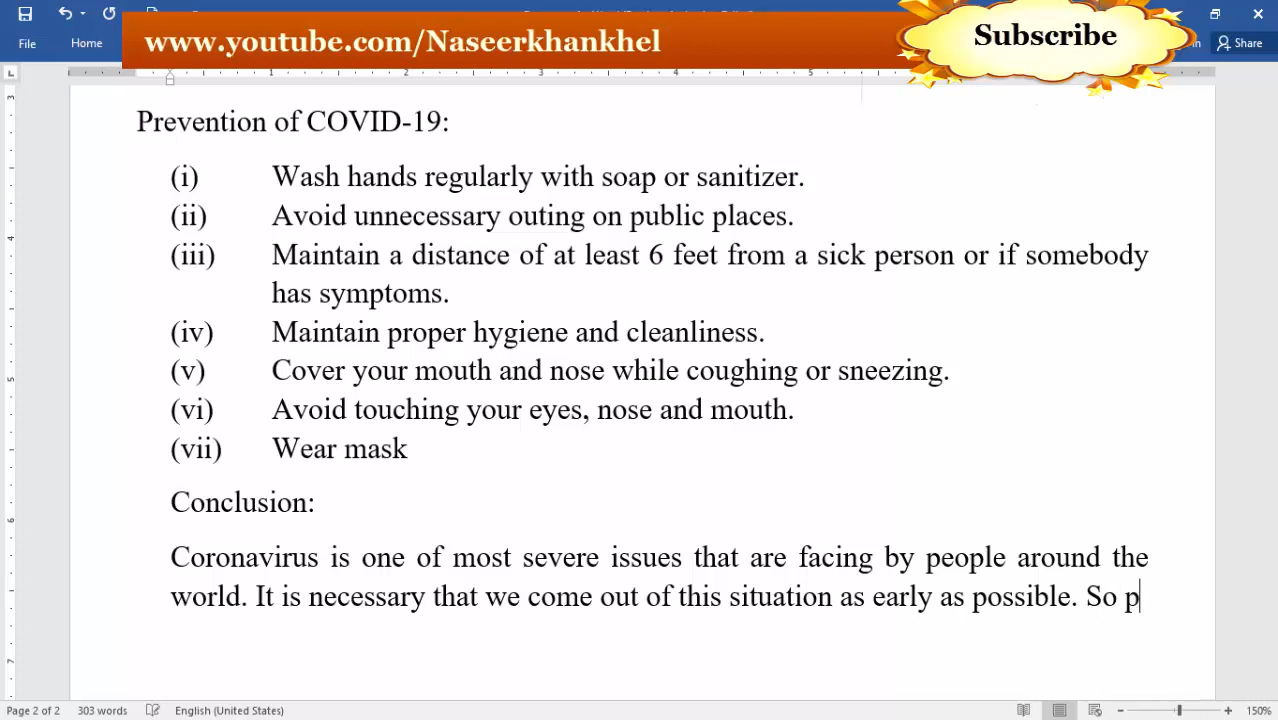 www.youtube.com/Naseerkhankhel
Subscribe
File
Home
in
Share
Prevention of COVID-19:
(i) Wash hands regularly with soap or sanitizer.
(ii) Avoid unnecessary outing on public places.
(iii) Maintain a distance of at least 6 feet from a sick person or if somebody
has symptoms.
(iv) Maintain proper hygiene and cleanliness.
(v) Cover your mouth and nose while coughing or sneezing.
(vi) Avoid touching your eyes, nose and mouth.
(vii) Wear mask
Conclusion:
Coronavirus is one of most severe issues that are facing by people around the
world. It is necessary that we come out of this situation as early as possible. So p
Page 2 of 2 303 words English (United States) 150%